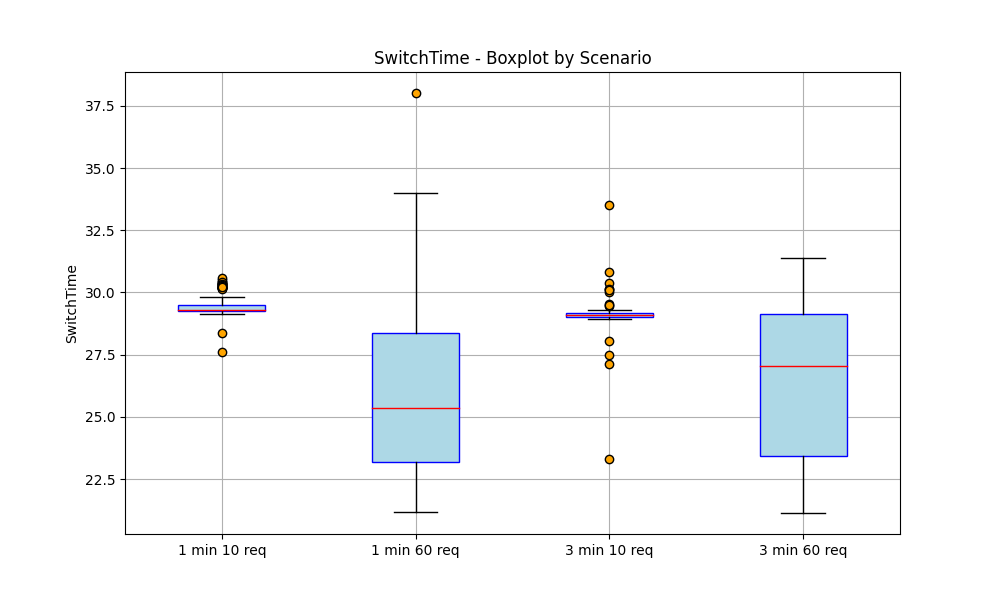 SwitchTime - Boxplot by Scenario
SwitchTime
37.5
35.0
32.5
30.0
27.5
25.0
22.5
1 min 10 req
1 min 60 req
3 min 10 req
3 min 60 req